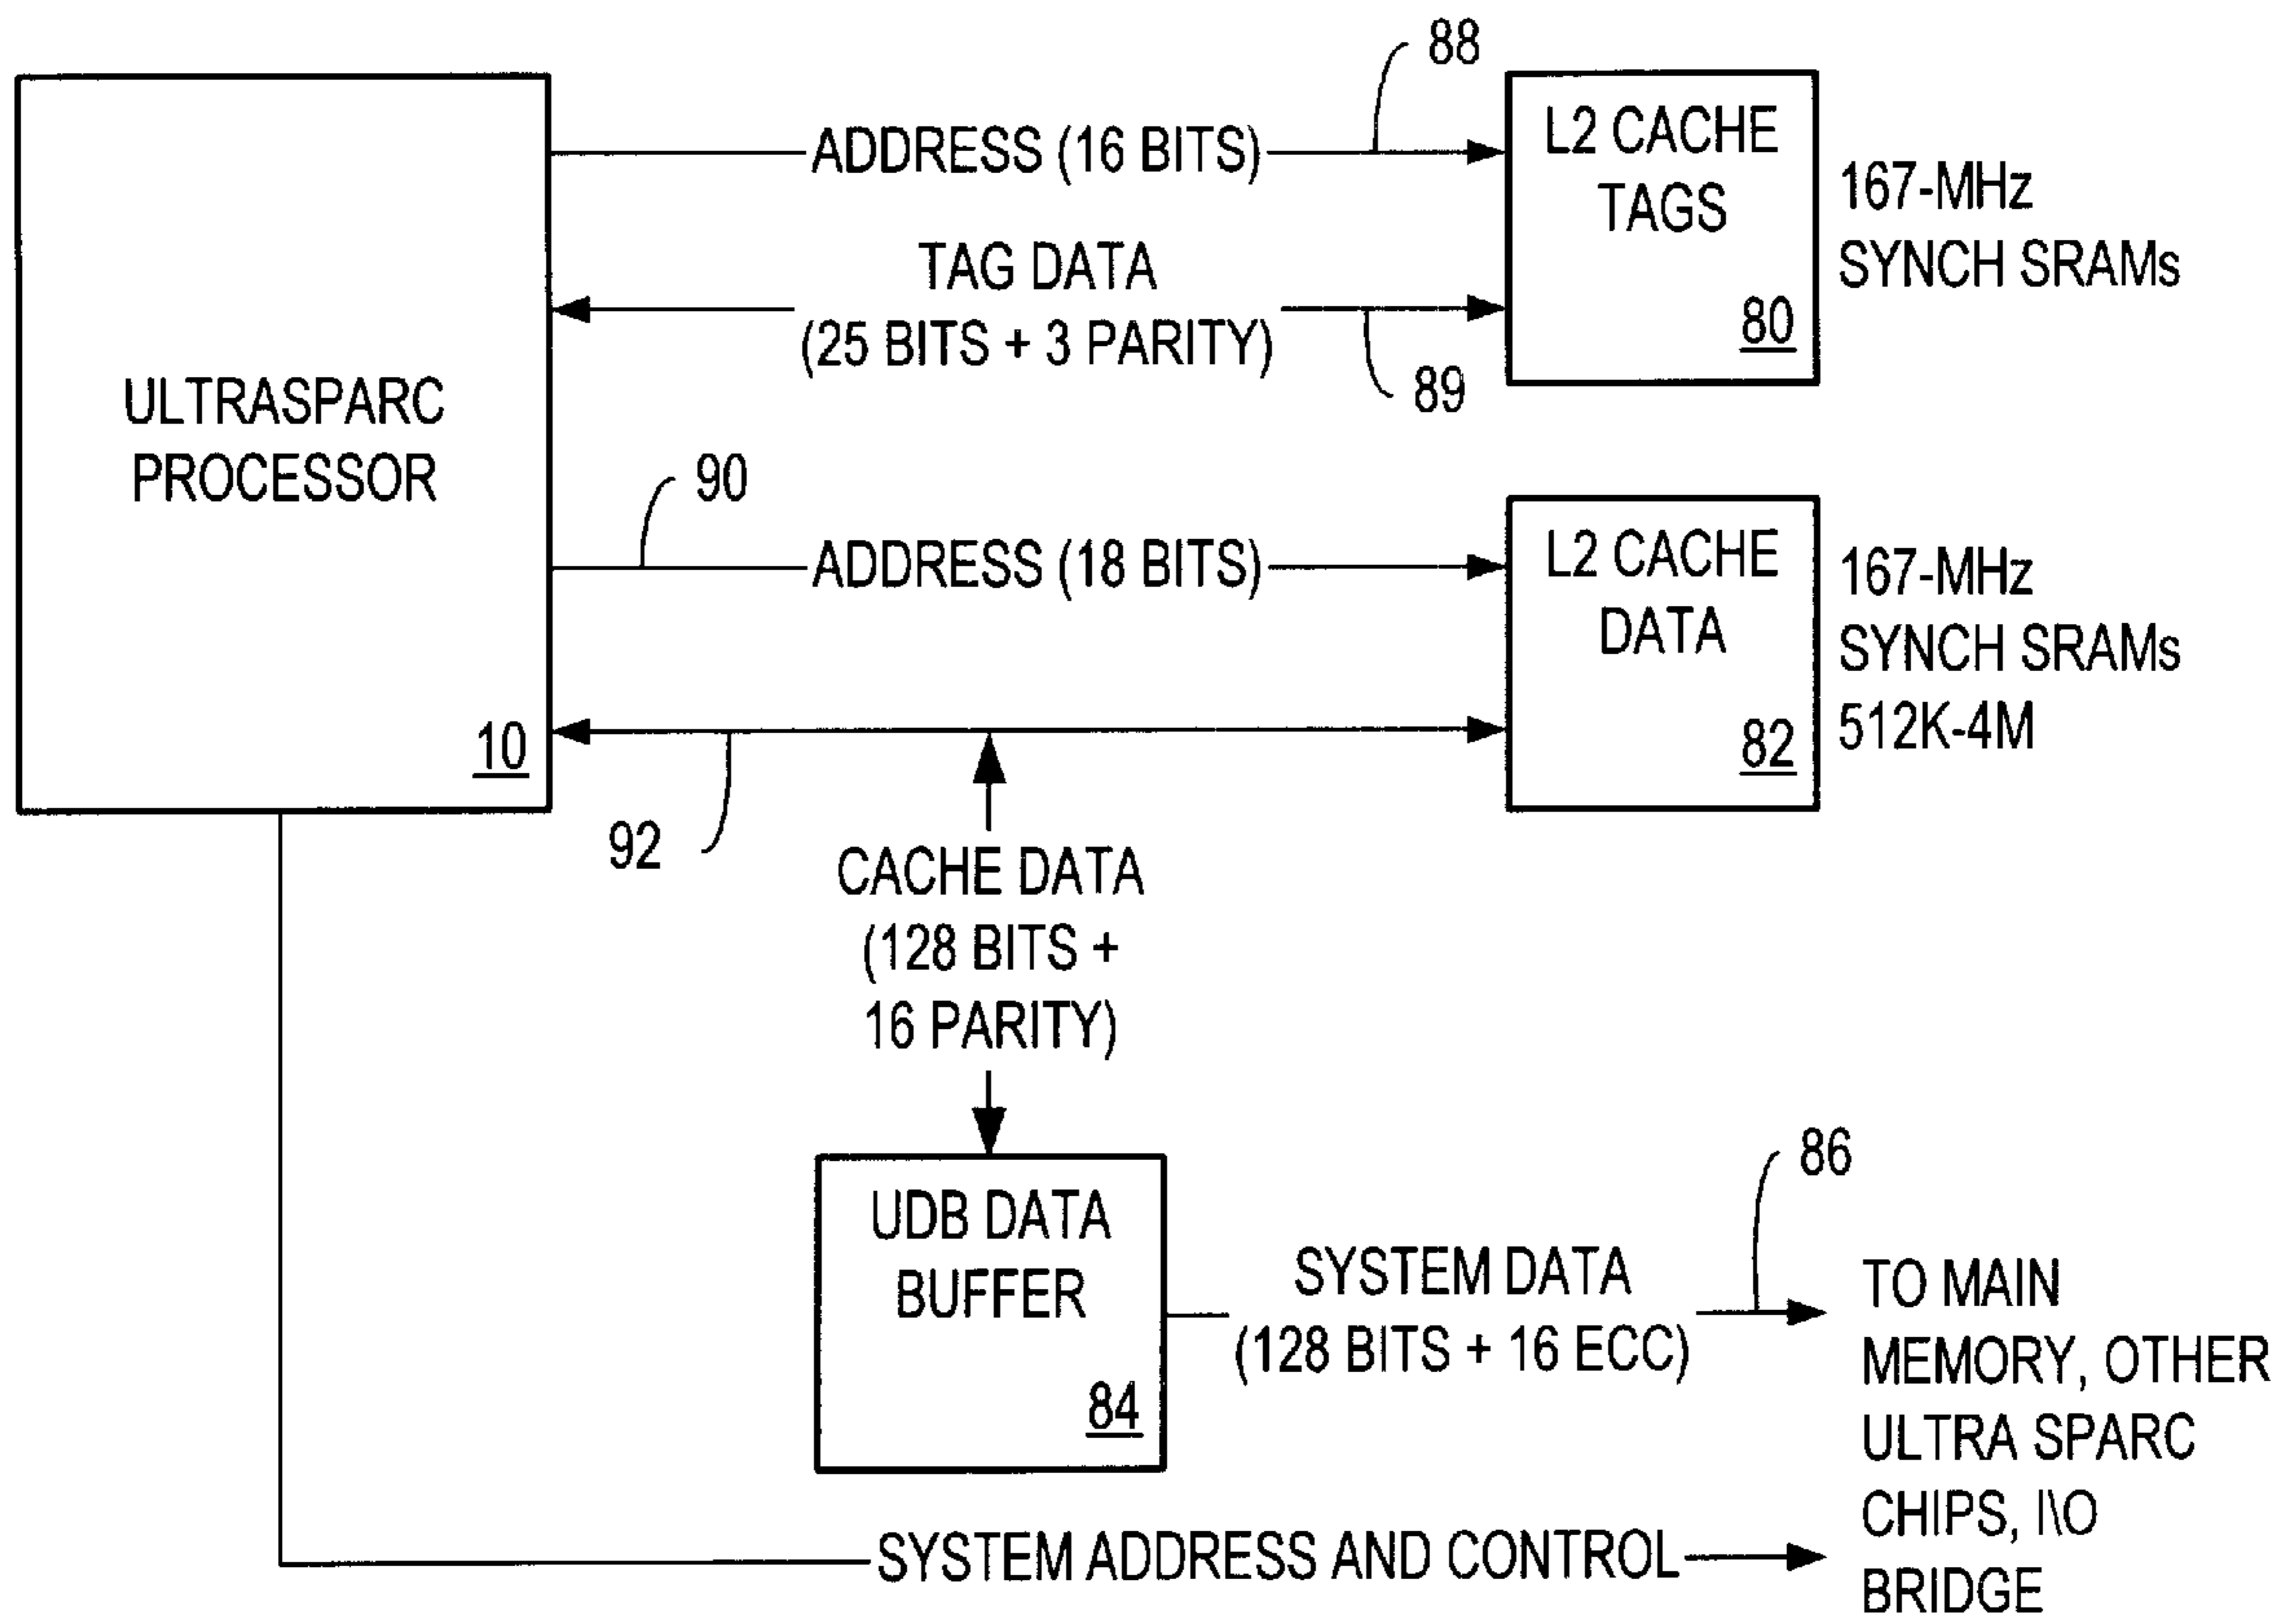 88
L2 CACHE
TAGS
80
167-MHz
SYNCH SRAMs
ADDRESS (16 BITS)
TAG DATA
(25 BITS + 3 PARITY)
89
ULTRASPARC
PROCESSOR
10
90
ADDRESS (18 BITS)
L2 CACHE
DATA
82
167-MHz
SYNCH SRAMs
512K-4M
92
CACHE DATA
(128 BITS +
16 PARITY)
UDB DATA
BUFFER
84
86
SYSTEM DATA
(128 BITS + 16 ECC)
TO MAIN
MEMORY, OTHER
ULTRA SPARC
CHIPS, I\O
BRIDGE
SYSTEM ADDRESS AND CONTROL